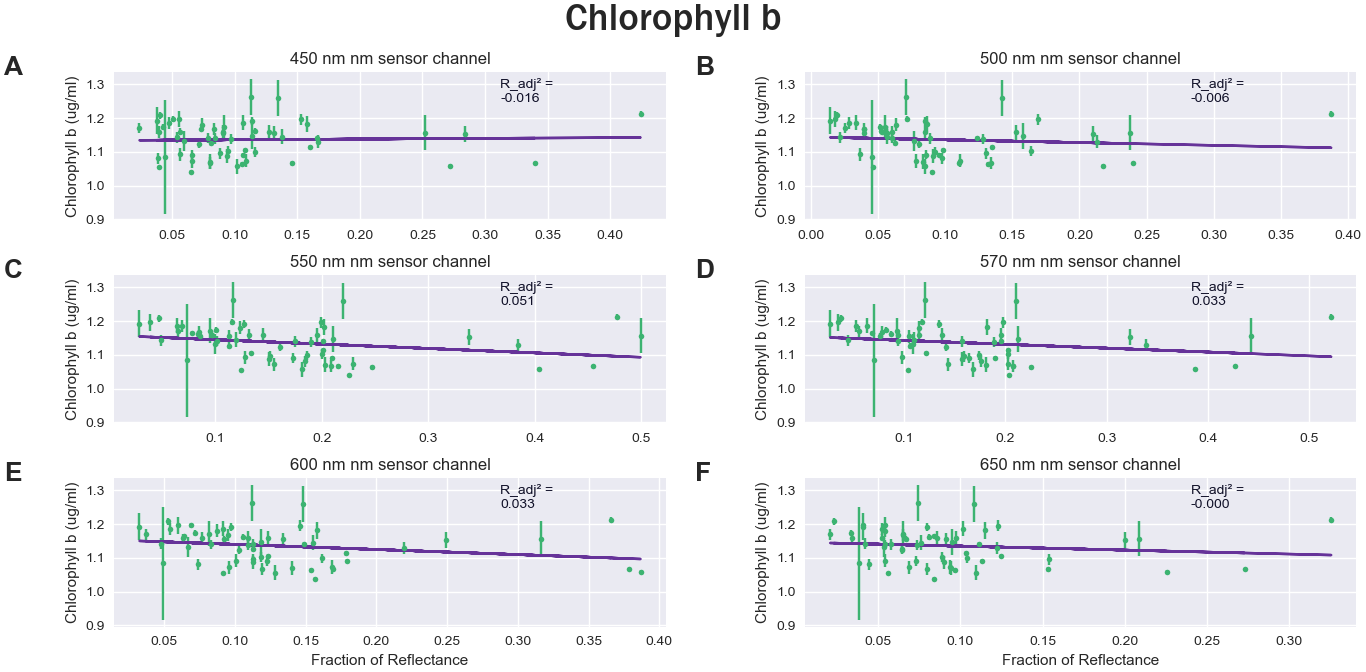 Chlorophyll b
A
450 nm nm sensor channel
Chlorophyll b (ug/ml)
1.3
1.2
1.1
1.0
0.9
R_adj² =
-0.016
0.05 0.10 0.15 0.20 0.25 0.30 0.35 0.40
B
500 nm nm sensor channel
Chlorophyll b (ug/ml)
1.3
1.2
1.1
1.0
0.9
R_adj² =
-0.006
0.00 0.05 0.10 0.15 0.20 0.25 0.30 0.35 0.40
C
550 nm nm sensor channel
Chlorophyll b (ug/ml)
1.3
1.2
1.1
1.0
0.9
R_adj² =
0.051
0.1 0.2 0.3 0.4 0.5
D
570 nm nm sensor channel
Chlorophyll b (ug/ml)
1.3
1.2
1.1
1.0
0.9
R_adj² =
0.033
0.1 0.2 0.3 0.4 0.5
E
600 nm nm sensor channel
Chlorophyll b (ug/ml)
1.3
1.2
1.1
1.0
0.9
R_adj² =
0.033
0.05 0.10 0.15 0.20 0.25 0.30 0.35 0.40
Fraction of Reflectance
F
650 nm nm sensor channel
Chlorophyll b (ug/ml)
1.3
1.2
1.1
1.0
0.9
R_adj² =
-0.000
0.05 0.10 0.15 0.20 0.25 0.30
Fraction of Reflectance